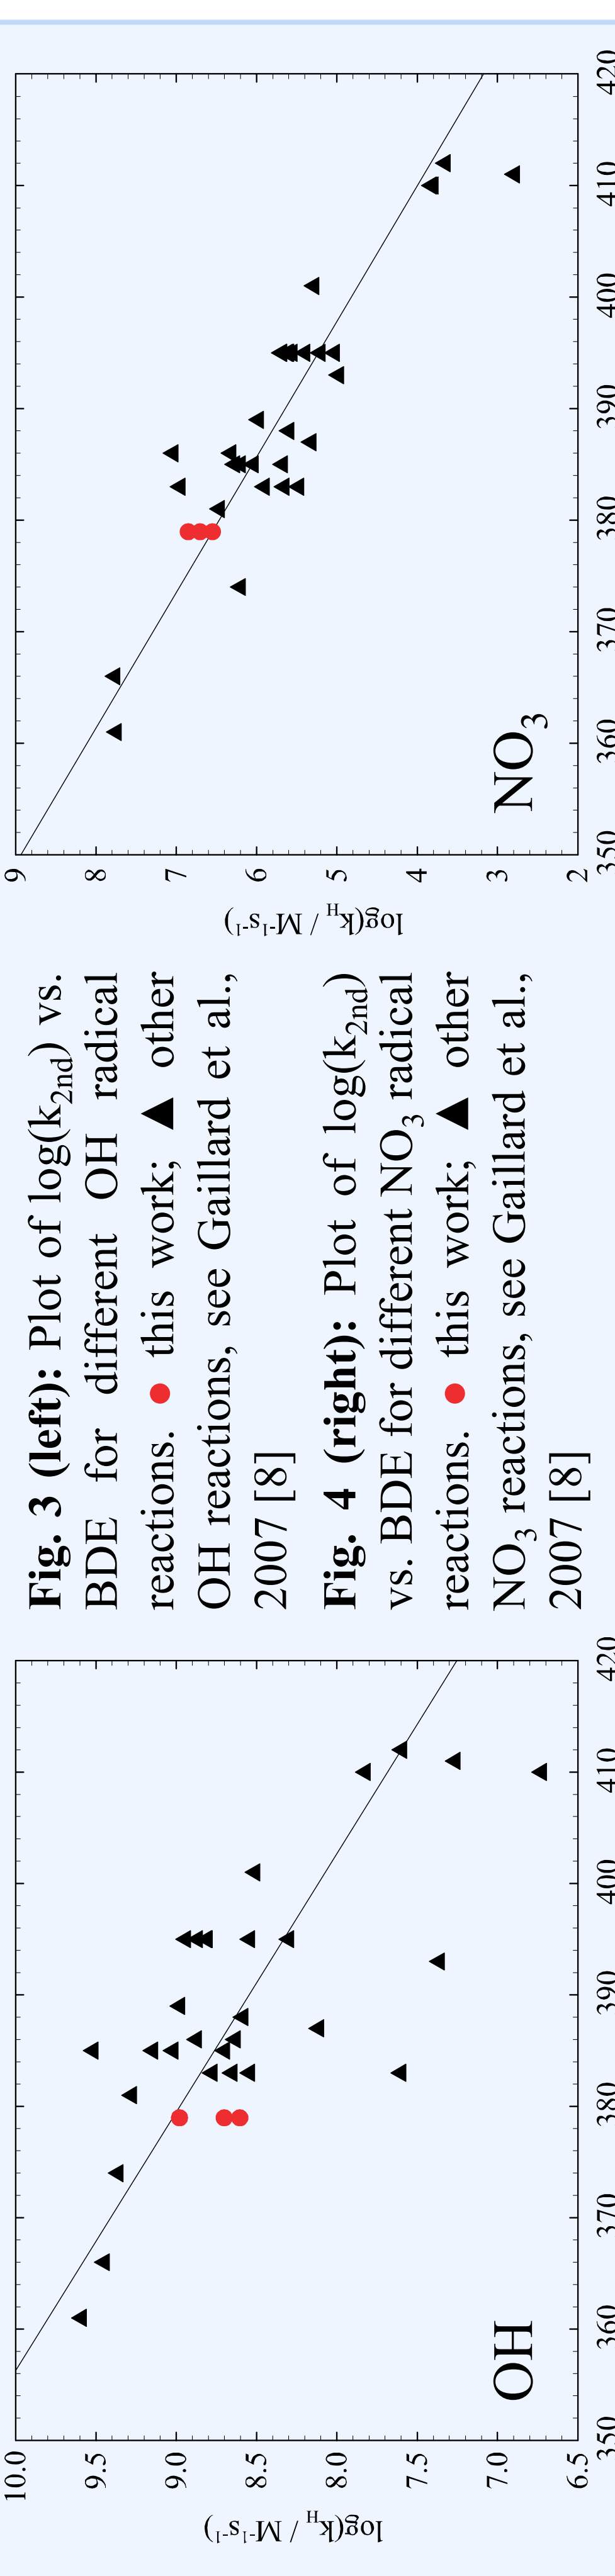 10.0
9.5
9.0
8.5
8.0
7.5
7.0
6.5
log(k_H / M⁻¹s⁻¹)
OH
350 360 370 380 390 400 410 420
Fig. 3 (left): Plot of log(k₂ₙd) vs.
BDE for different OH radical
reactions. ● this work; ▲ other
OH reactions, see Gaillard et al.,
2007 [8]
Fig. 4 (right): Plot of log(k₂ₙd)
vs. BDE for different NO₃ radical
reactions. ● this work; ▲ other
NO₃ reactions, see Gaillard et al.,
2007 [8]
9
8
7
6
5
4
3
2
log(k_H / M⁻¹s⁻¹)
NO₃
350 360 370 380 390 400 410 420